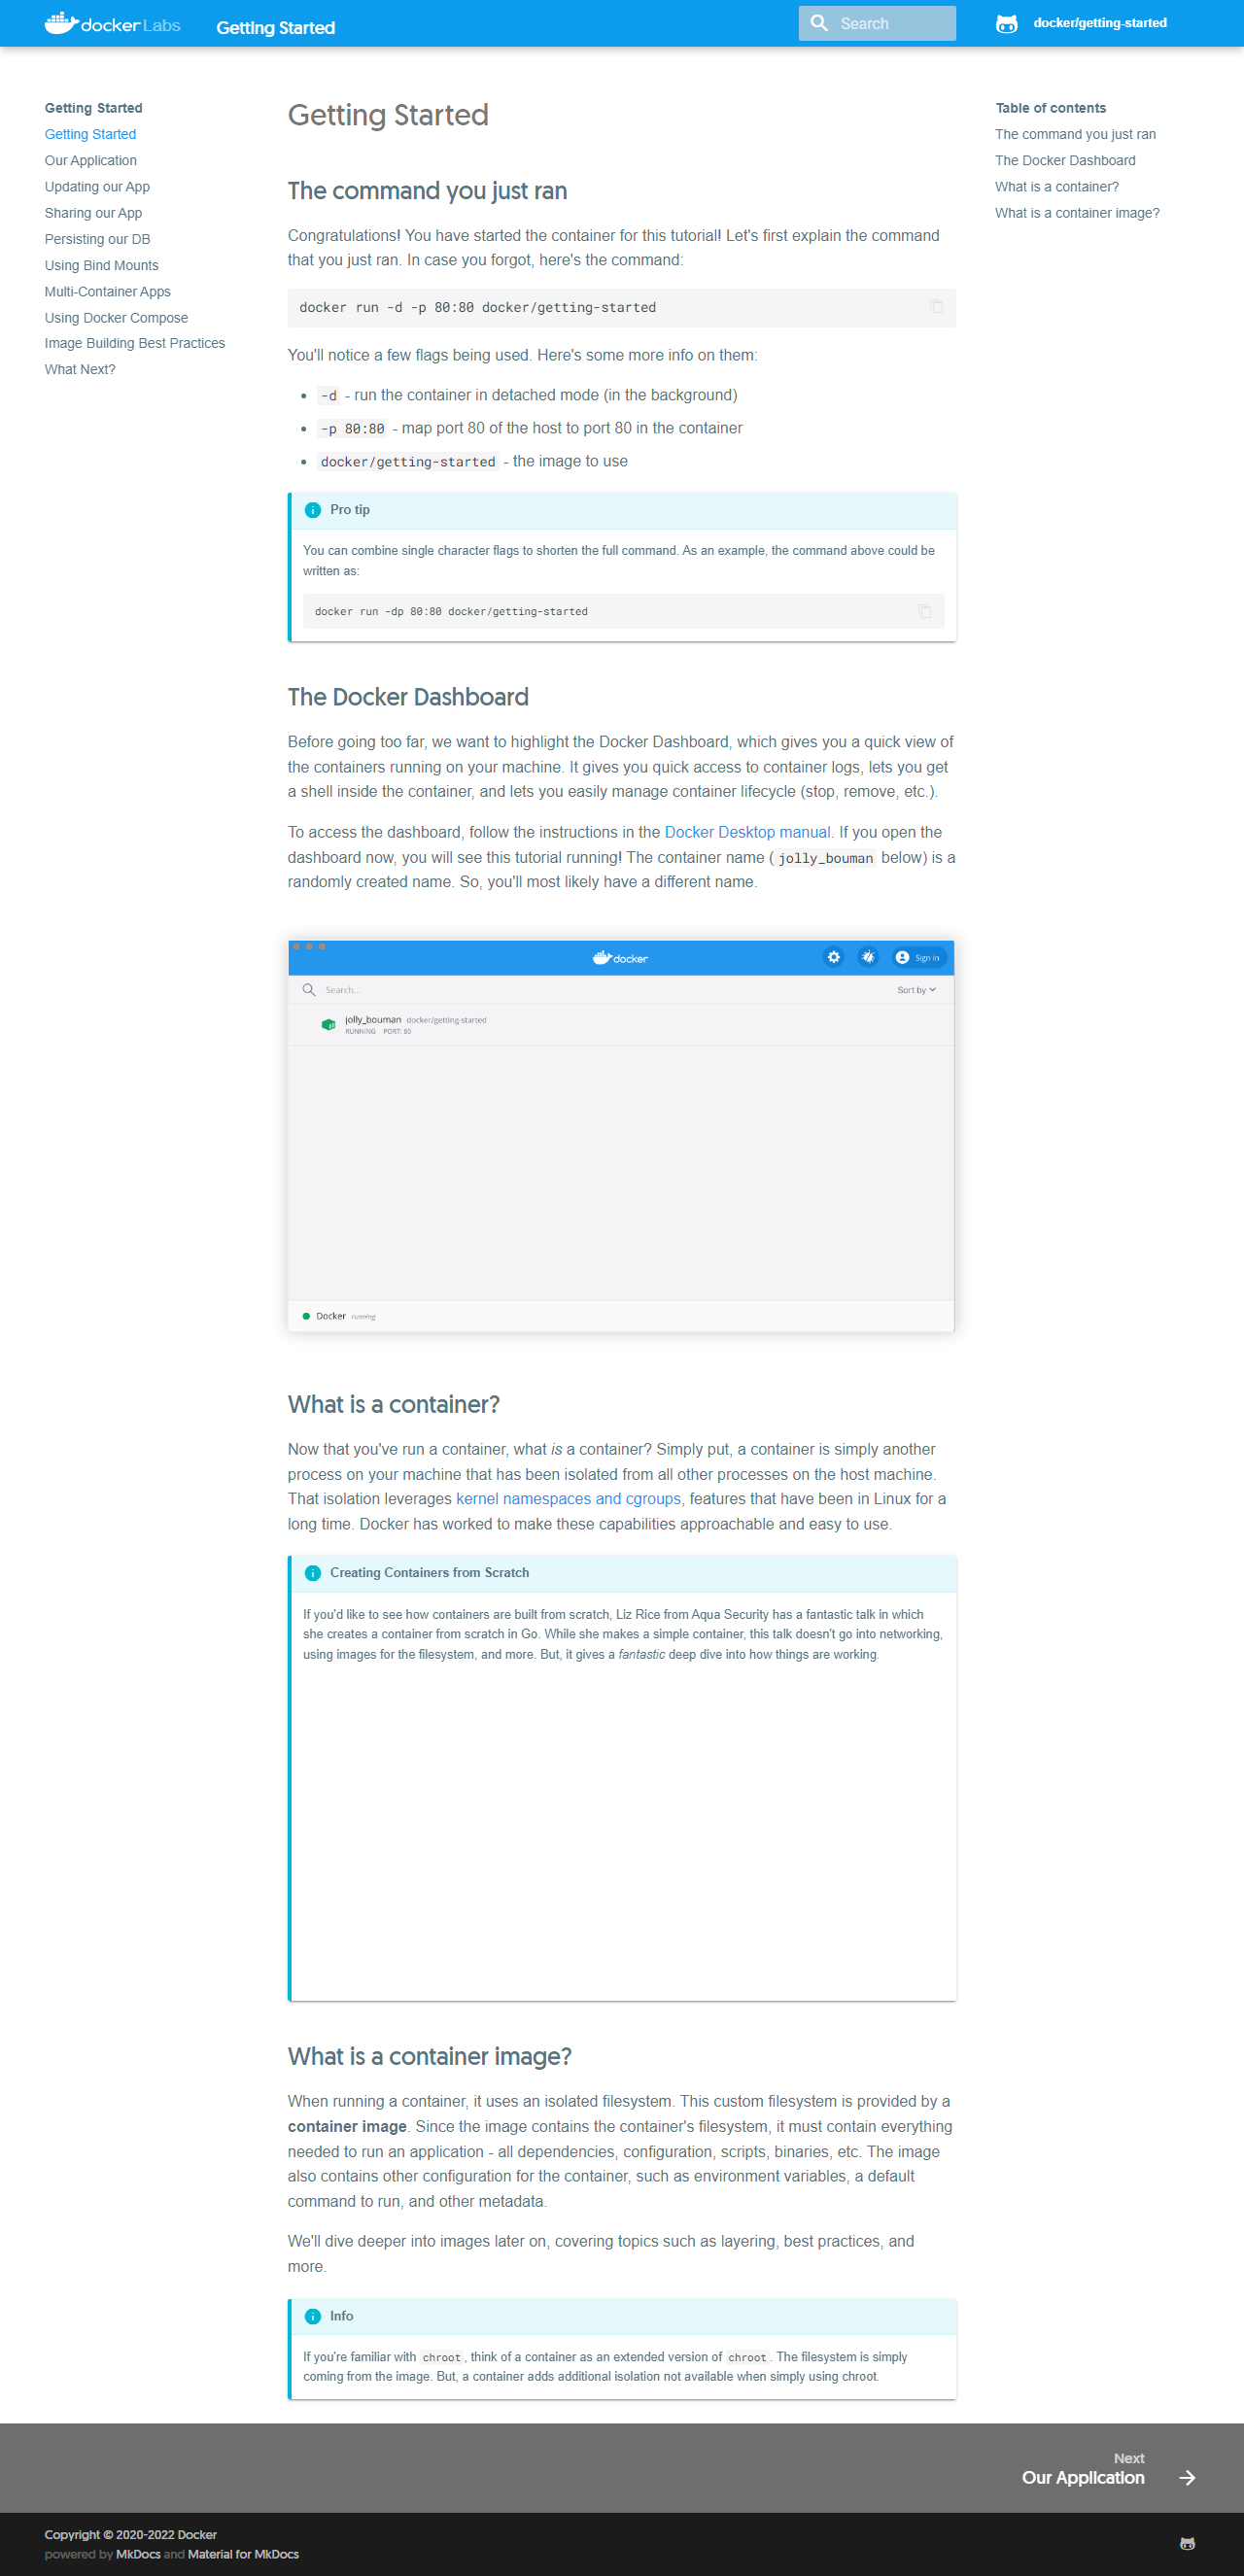 docker Labs
Getting Started
Search
docker/getting-started
Getting Started
Getting Started
Our Application
Updating our App
Sharing our App
Persisting our DB
Using Bind Mounts
Multi-Container Apps
Using Docker Compose
Image Building Best Practices
What Next?
Table of contents
The command you just ran
The Docker Dashboard
What is a container?
What is a container image?
Getting Started
The command you just ran
Congratulations! You have started the container for this tutorial! Let's first explain the command
that you just ran. In case you forgot, here's the command:
docker run -d -p 80:80 docker/getting-started
You'll notice a few flags being used. Here's some more info on them:
-d - run the container in detached mode (in the background)
-p 80:80 - map port 80 of the host to port 80 in the container
docker/getting-started - the image to use
Pro tip
You can combine single character flags to shorten the full command. As an example, the command above could be
written as:
docker run -dp 80:80 docker/getting-started
The Docker Dashboard
Before going too far, we want to highlight the Docker Dashboard, which gives you a quick view of
the containers running on your machine. It gives you quick access to container logs, lets you get
a shell inside the container, and lets you easily manage container lifecycle (stop, remove, etc.).
To access the dashboard, follow the instructions in the Docker Desktop manual. If you open the
dashboard now, you will see this tutorial running! The container name ( jolly_bouman below) is a
randomly created name. So, you'll most likely have a different name.
docker
Sign in
Search...
Sort by
jolly_bouman docker/getting-started
RUNNING PORT: 80
Docker running
What is a container?
Now that you've run a container, what is a container? Simply put, a container is simply another
process on your machine that has been isolated from all other processes on the host machine.
That isolation leverages kernel namespaces and cgroups, features that have been in Linux for a
long time. Docker has worked to make these capabilities approachable and easy to use.
Creating Containers from Scratch
If you'd like to see how containers are built from scratch, Liz Rice from Aqua Security has a fantastic talk in which
she creates a container from scratch in Go. While she makes a simple container, this talk doesn't go into networking,
using images for the filesystem, and more. But, it gives a fantastic deep dive into how things are working.
What is a container image?
When running a container, it uses an isolated filesystem. This custom filesystem is provided by a
container image. Since the image contains the container's filesystem, it must contain everything
needed to run an application - all dependencies, configuration, scripts, binaries, etc. The image
also contains other configuration for the container, such as environment variables, a default
command to run, and other metadata.
We'll dive deeper into images later on, covering topics such as layering, best practices, and
more.
Info
If you're familiar with chroot, think of a container as an extended version of chroot. The filesystem is simply
coming from the image. But, a container adds additional isolation not available when simply using chroot.
Next
Our Application
Copyright © 2020-2022 Docker
powered by MkDocs and Material for MkDocs